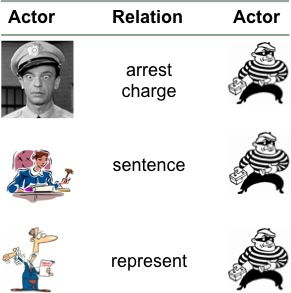 Actor Relation Actor
arrest
charge
sentence
represent